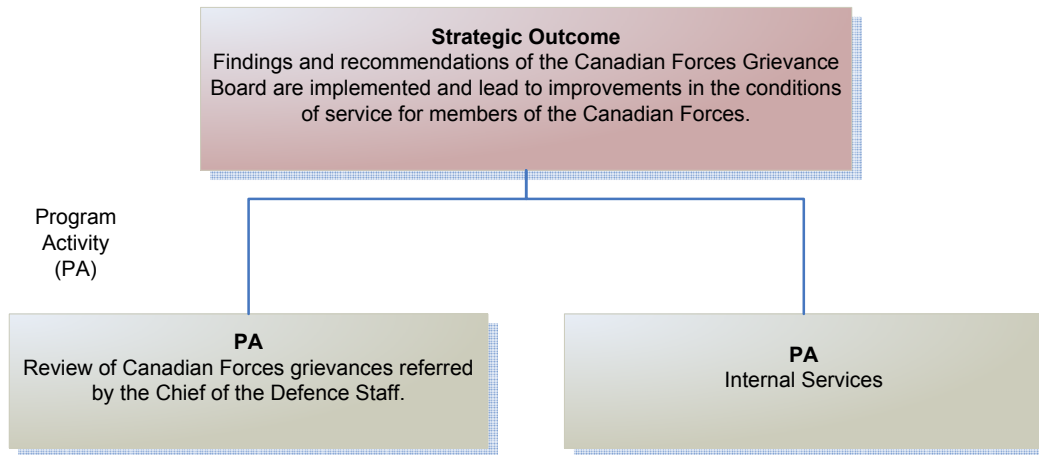 Strategic Outcome
Findings and recommendations of the Canadian Forces Grievance
Board are implemented and lead to improvements in the conditions
of service for members of the Canadian Forces.
Program
Activity
(PA)
PA
Review of Canadian Forces grievances referred
by the Chief of the Defence Staff.
PA
Internal Services